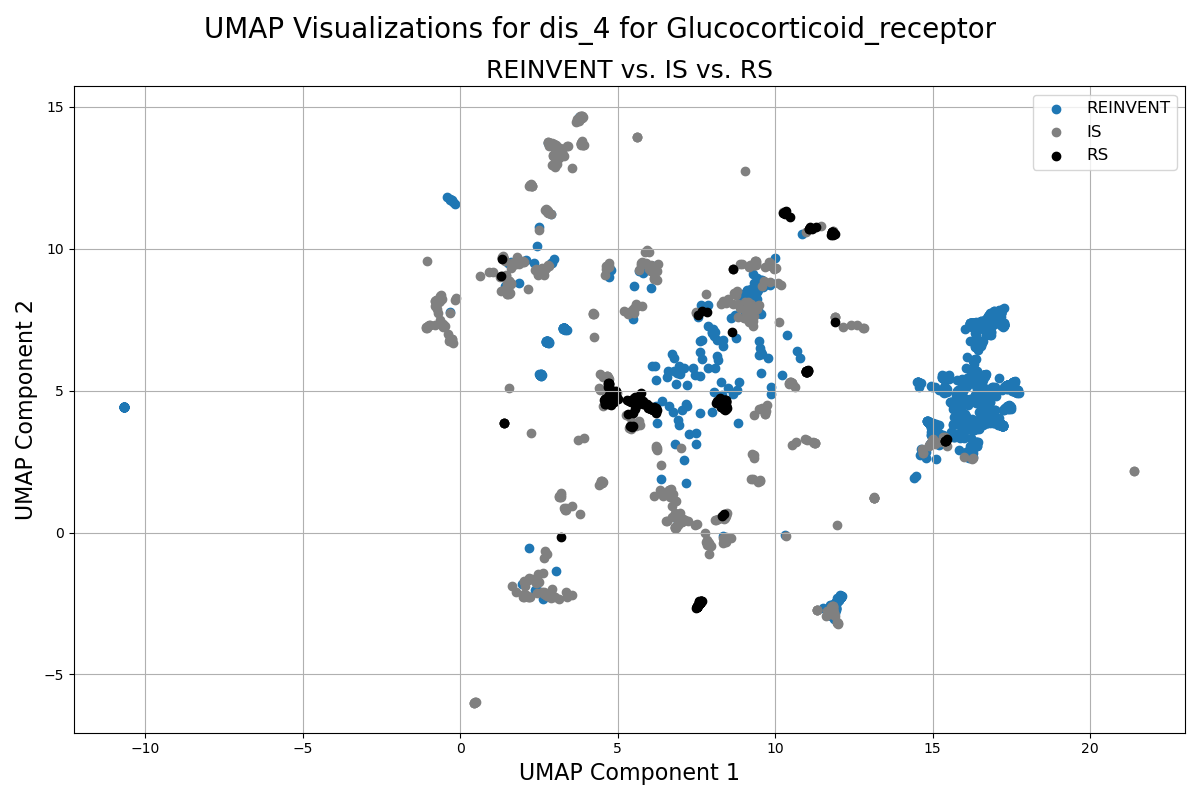 UMAP Visualizations for dis_4 for Glucocorticoid_receptor
REINVENT vs. IS vs. RS
REINVENT
IS
RS
UMAP Component 2
15
10
5
0
−5
−10
−5
0
5
10
15
20
UMAP Component 1